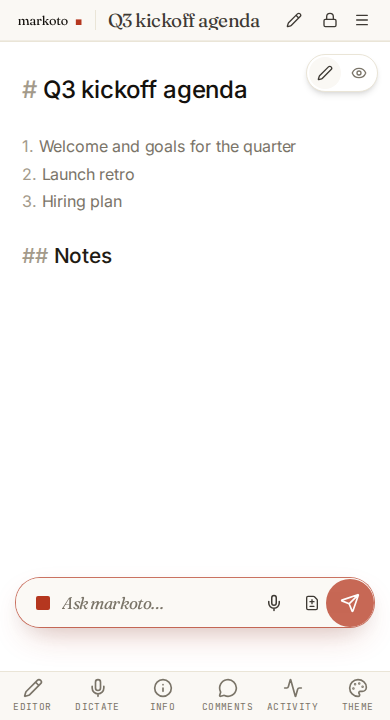 markoto
Q3 kickoff agenda
# Q3 kickoff agenda
1. Welcome and goals for the quarter
2. Launch retro
3. Hiring plan
## Notes
Ask markoto...
EDITOR DICTATE INFO COMMENTS ACTIVITY THEME